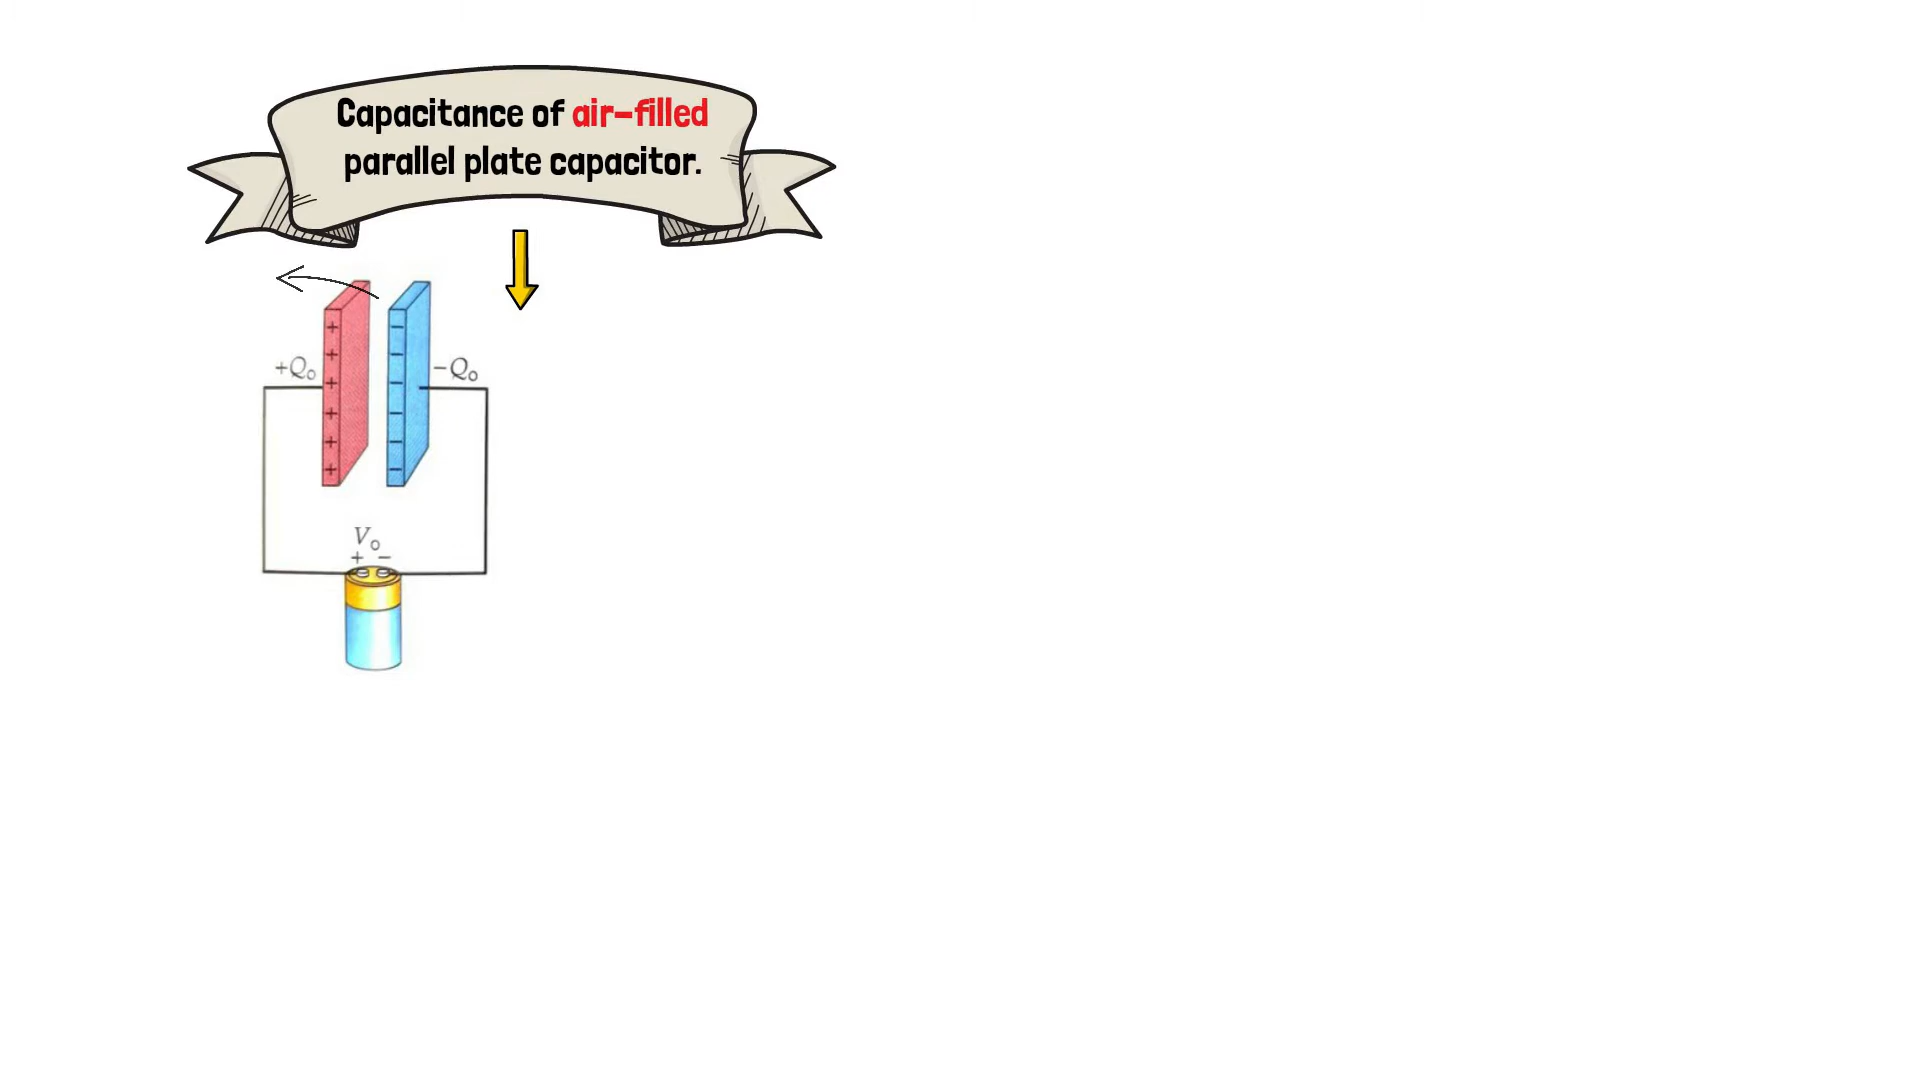 Capacitance of air-filled
parallel plate capacitor.
+Q₀
−Q₀
+
+
+
+
+
+
−
−
−
−
−
−
V₀
+ −